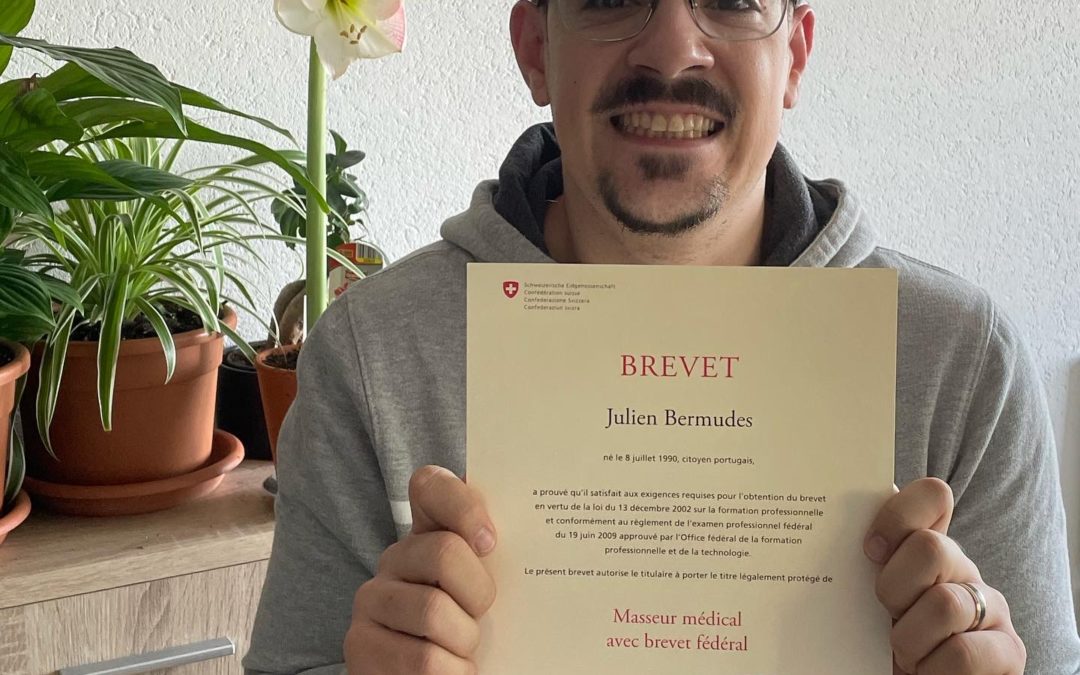 Schweizerische Eidgenossenschaft
Confédération suisse
Confederazione Svizzera
Confederaziun svizra
BREVET
Julien Bermudes
né le 8 juillet 1990, citoyen portugais,
a prouvé qu'il satisfait aux exigences requises pour l'obtention du brevet
en vertu de la loi du 13 décembre 2002 sur la formation professionnelle
et conformément au règlement de l'examen professionnel fédéral
du 19 juin 2009 approuvé par l'Office fédéral de la formation
professionnelle et de la technologie.
Le présent brevet autorise le titulaire à porter le titre légalement protégé de
Masseur médical
avec brevet fédéral